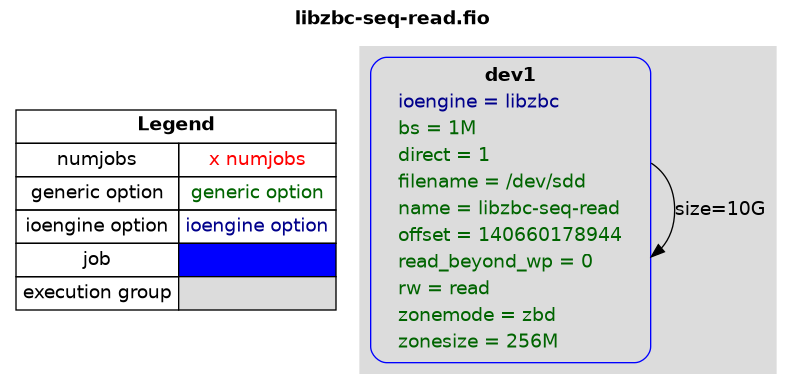 libzbc-seq-read.fio
Legend
numjobs x numjobs
generic option generic option
ioengine option ioengine option
job
execution group
dev1
ioengine = libzbc
bs = 1M
direct = 1
filename = /dev/sdd
name = libzbc-seq-read
offset = 140660178944
read_beyond_wp = 0
rw = read
zonemode = zbd
zonesize = 256M
size=10G